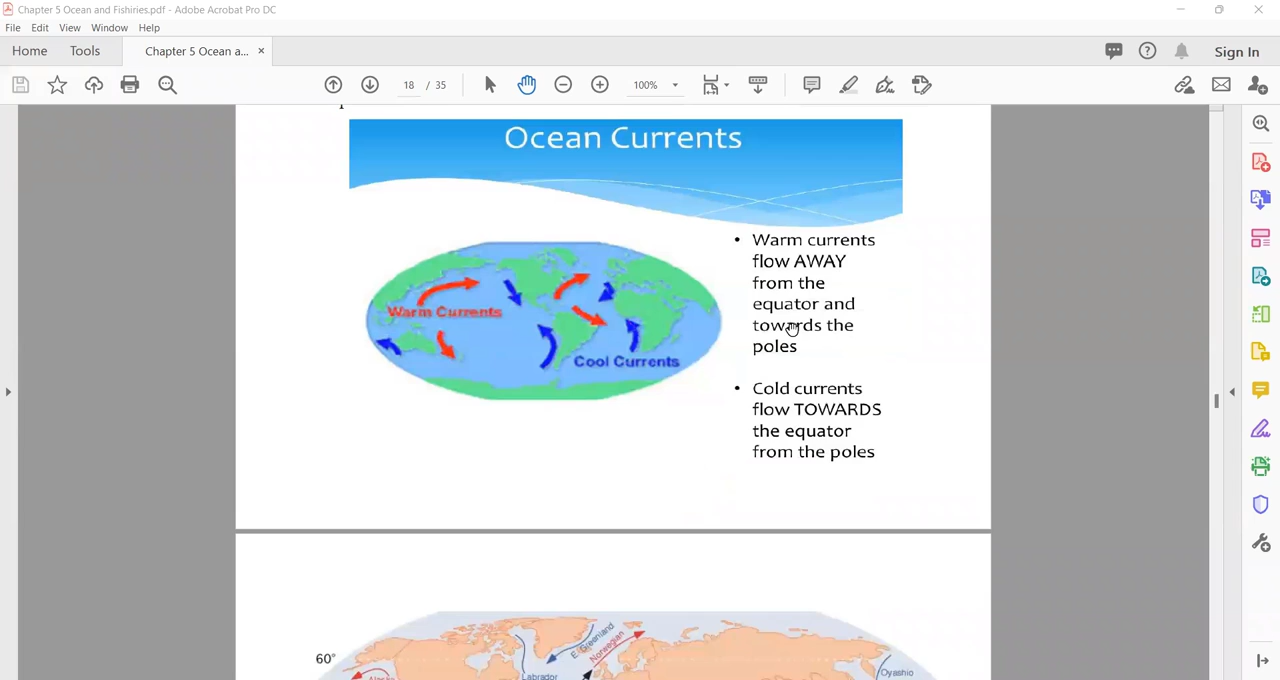 Chapter 5 Ocean and Fishiries.pdf - Adobe Acrobat Pro DC
File Edit View Window Help
Home Tools Chapter 5 Ocean a... × Sign In
18 / 35 100%
Ocean Currents
• Warm currents
flow AWAY
from the
equator and
towards the
poles
• Cold currents
flow TOWARDS
the equator
from the poles
Warm Currents
Cool Currents
60°
Labrador
E. Greenland
Norwegian
Oyashio